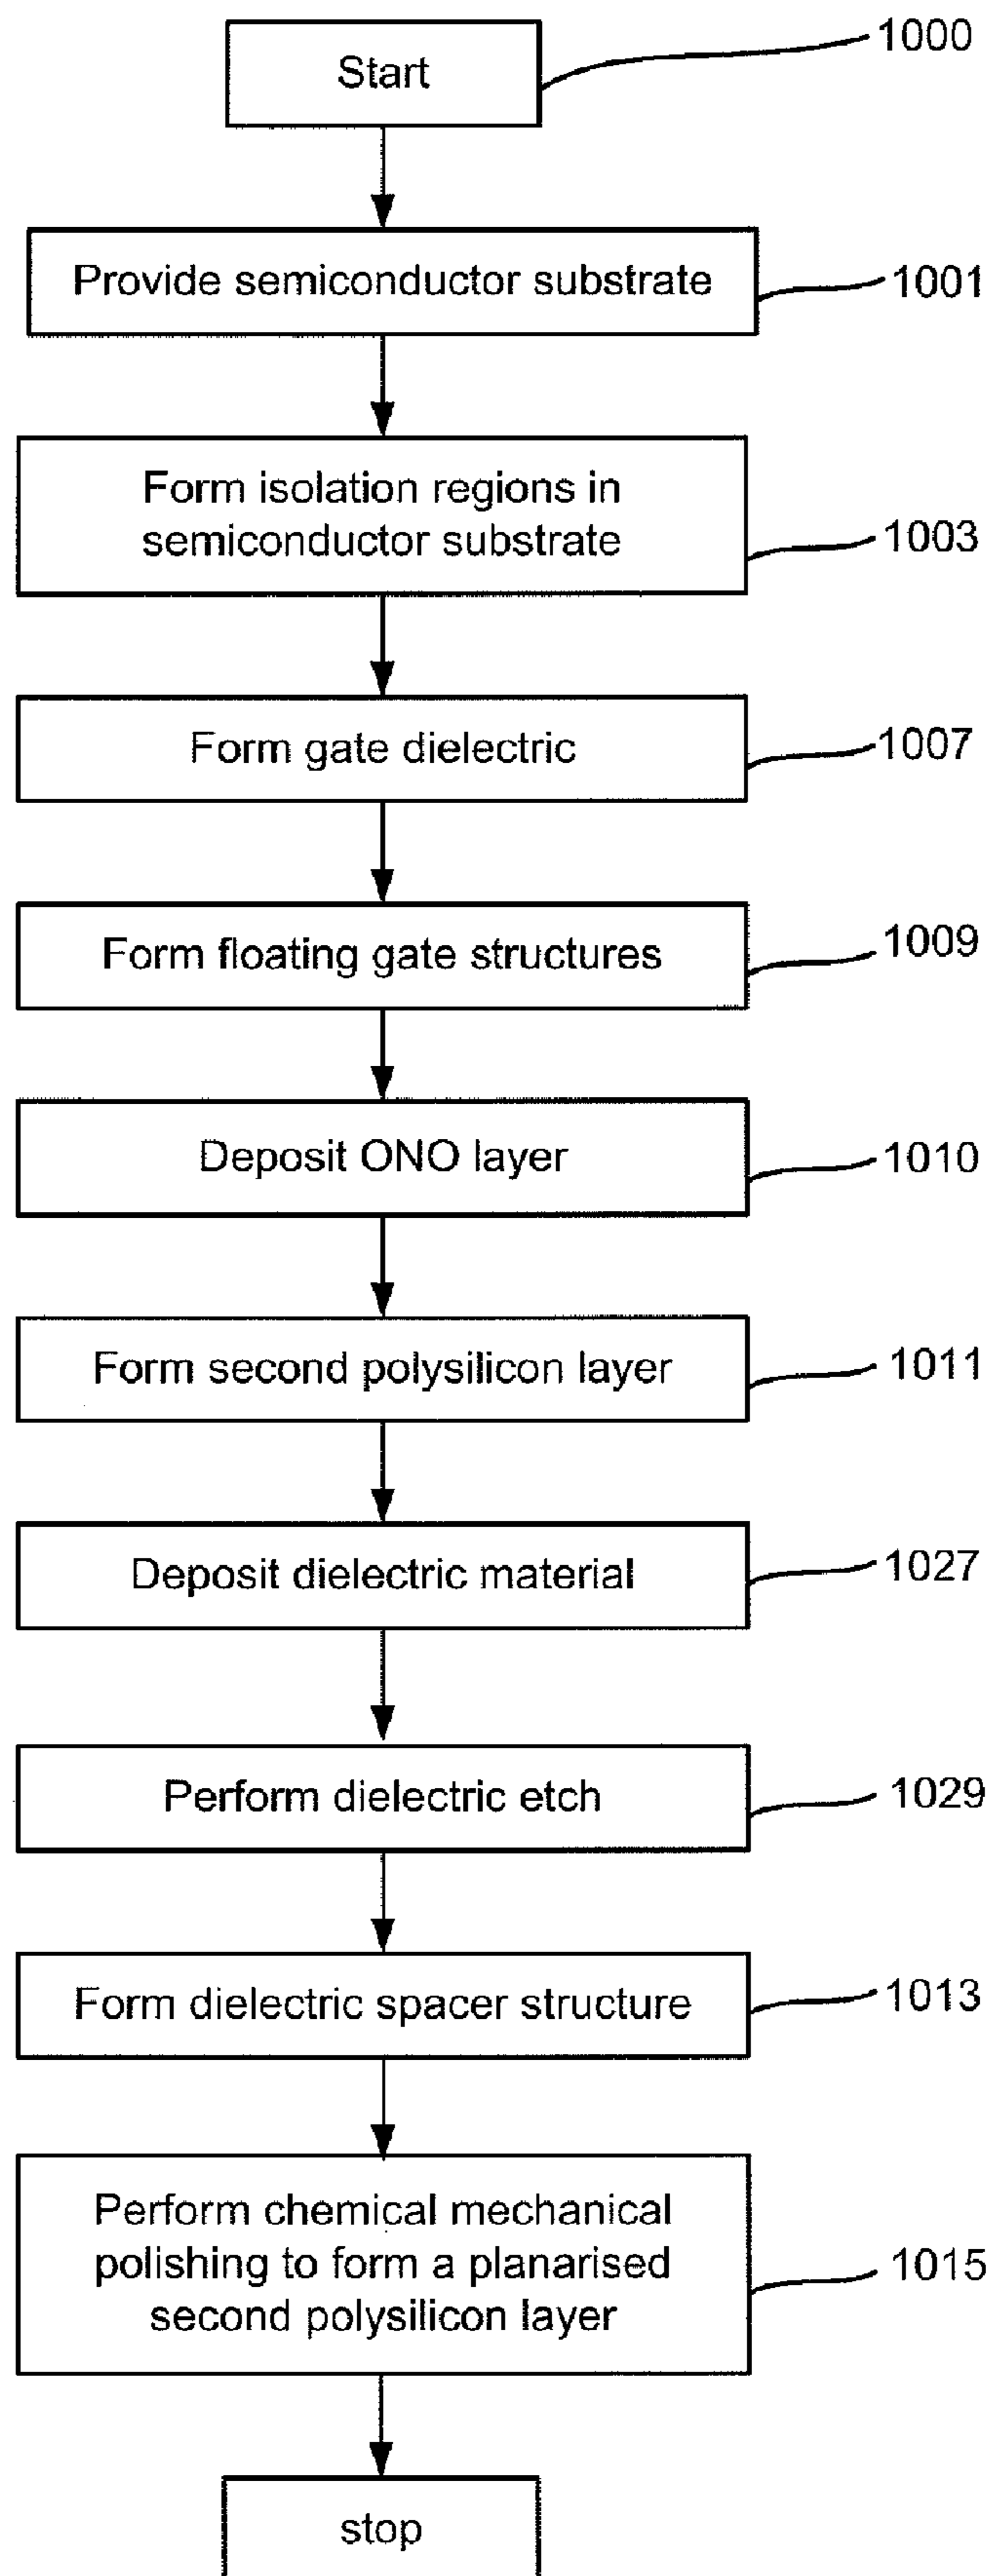 Start
1000
Provide semiconductor substrate
1001
Form isolation regions in
semiconductor substrate
1003
Form gate dielectric
1007
Form floating gate structures
1009
Deposit ONO layer
1010
Form second polysilicon layer
1011
Deposit dielectric material
1027
Perform dielectric etch
1029
Form dielectric spacer structure
1013
Perform chemical mechanical
polishing to form a planarised
second polysilicon layer
1015
stop